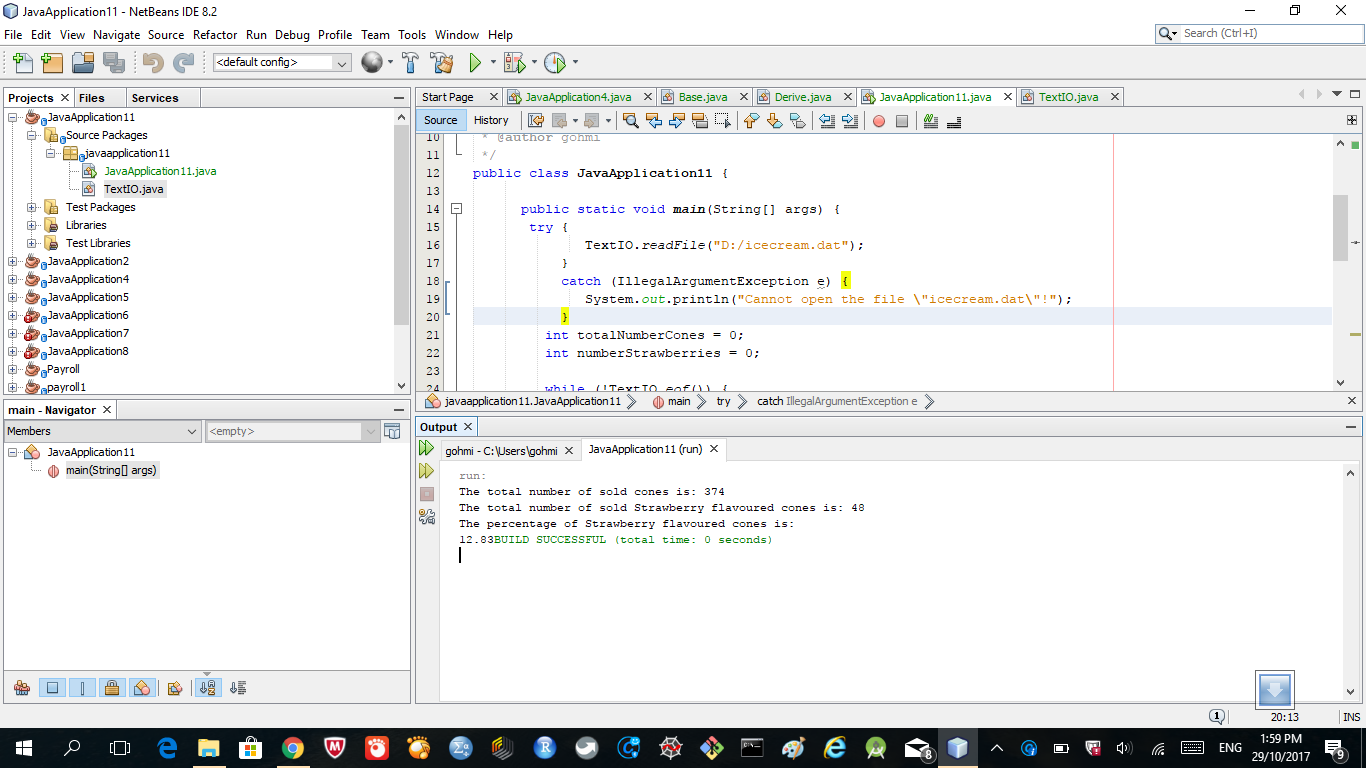 JavaApplication11 - NetBeans IDE 8.2
File Edit View Navigate Source Refactor Run Debug Profile Team Tools Window Help
Search (Ctrl+I)
<default config>
Projects Files Services
JavaApplication11
Source Packages
javaapplication11
JavaApplication11.java
TextIO.java
Test Packages
Libraries
Test Libraries
JavaApplication2
JavaApplication4
JavaApplication5
JavaApplication6
JavaApplication7
JavaApplication8
Payroll
payroll1
main - Navigator
Members
<empty>
JavaApplication11
main(String[] args)
Start Page JavaApplication4.java Base.java Derive.java JavaApplication11.java TextIO.java
Source History
10 * @author gohmi
11 */
12 public class JavaApplication11 {
13
14 public static void main(String[] args) {
15 try {
16 TextIO.readFile("D:/icecream.dat");
17 }
18 catch (IllegalArgumentException e) {
19 System.out.println("Cannot open the file \"icecream.dat\"!");
20 }
21 int totalNumberCones = 0;
22 int numberStrawberries = 0;
23
24 while (!TextIO.eof()) {
javaapplication11.JavaApplication11 main try catch IllegalArgumentException e
Output
gohmi - C:\Users\gohmi JavaApplication11 (run)
run:
The total number of sold cones is: 374
The total number of sold Strawberry flavoured cones is: 48
The percentage of Strawberry flavoured cones is:
12.83BUILD SUCCESSFUL (total time: 0 seconds)
1 20:13 INS
8 ENG 1:59 PM
29/10/2017 9